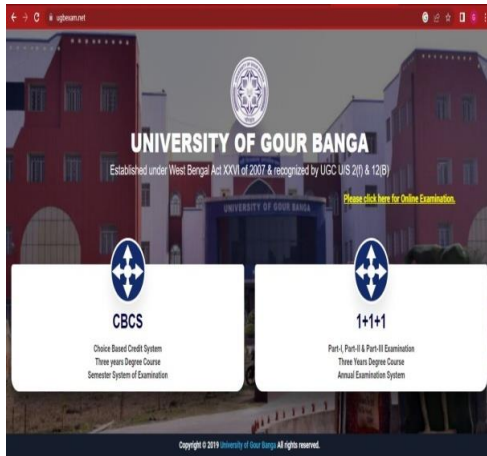 ugbexam.net
UNIVERSITY OF GOUR BANGA
Established under West Bengal Act XXVI of 2007 & recognized by UGC U/S 2(f) & 12(B)
Please click here for Online Examination.
UNIVERSITY OF GOUR BANGA
CBCS
Choice Based Credit System
Three years Degree Course
Semester System of Examination
1+1+1
Part-I, Part-II & Part-III Examination
Three Years Degree Course
Annual Examination System
Copyright © 2019 University of Gour Banga All rights reserved.